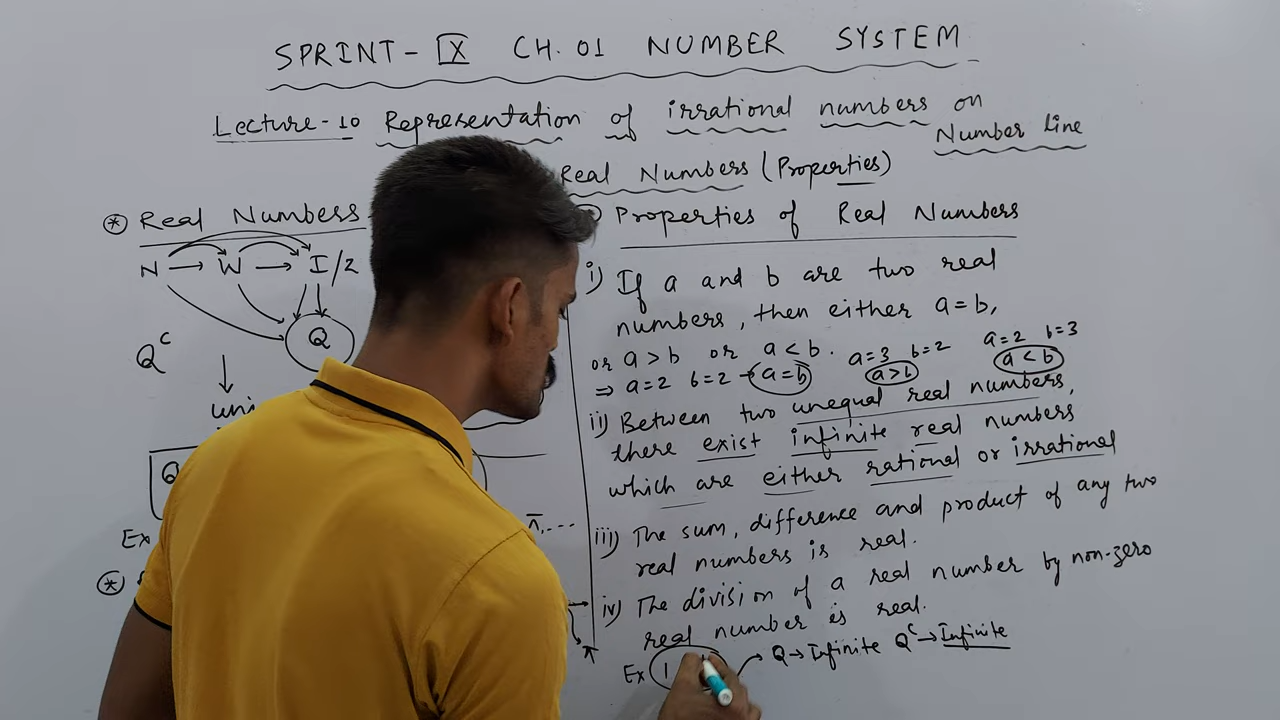 SPRINT-IX CH.01 NUMBER SYSTEM
Lecture-10 Representation of irrational numbers on
Number line
Real Numbers (Properties)
* Real Numbers
N → W → I/Z
Q
Qᶜ
Ex
*
π, ....
π
Properties of Real Numbers
i) If a and b are two real
numbers, then either a=b,
or a>b or a<b.
⇒ a=2 b=2 → a=b
a=3 b=2
a>b
a=2 b=3
a<b
ii) Between two unequal real numbers,
there exist infinite real numbers
which are either rational or irrational
iii) The sum, difference and product of any two
real numbers is real.
iv) The division of a real number by non-zero
real number is real.
Ex 1 → Q→Infinite Qᶜ→Infinite